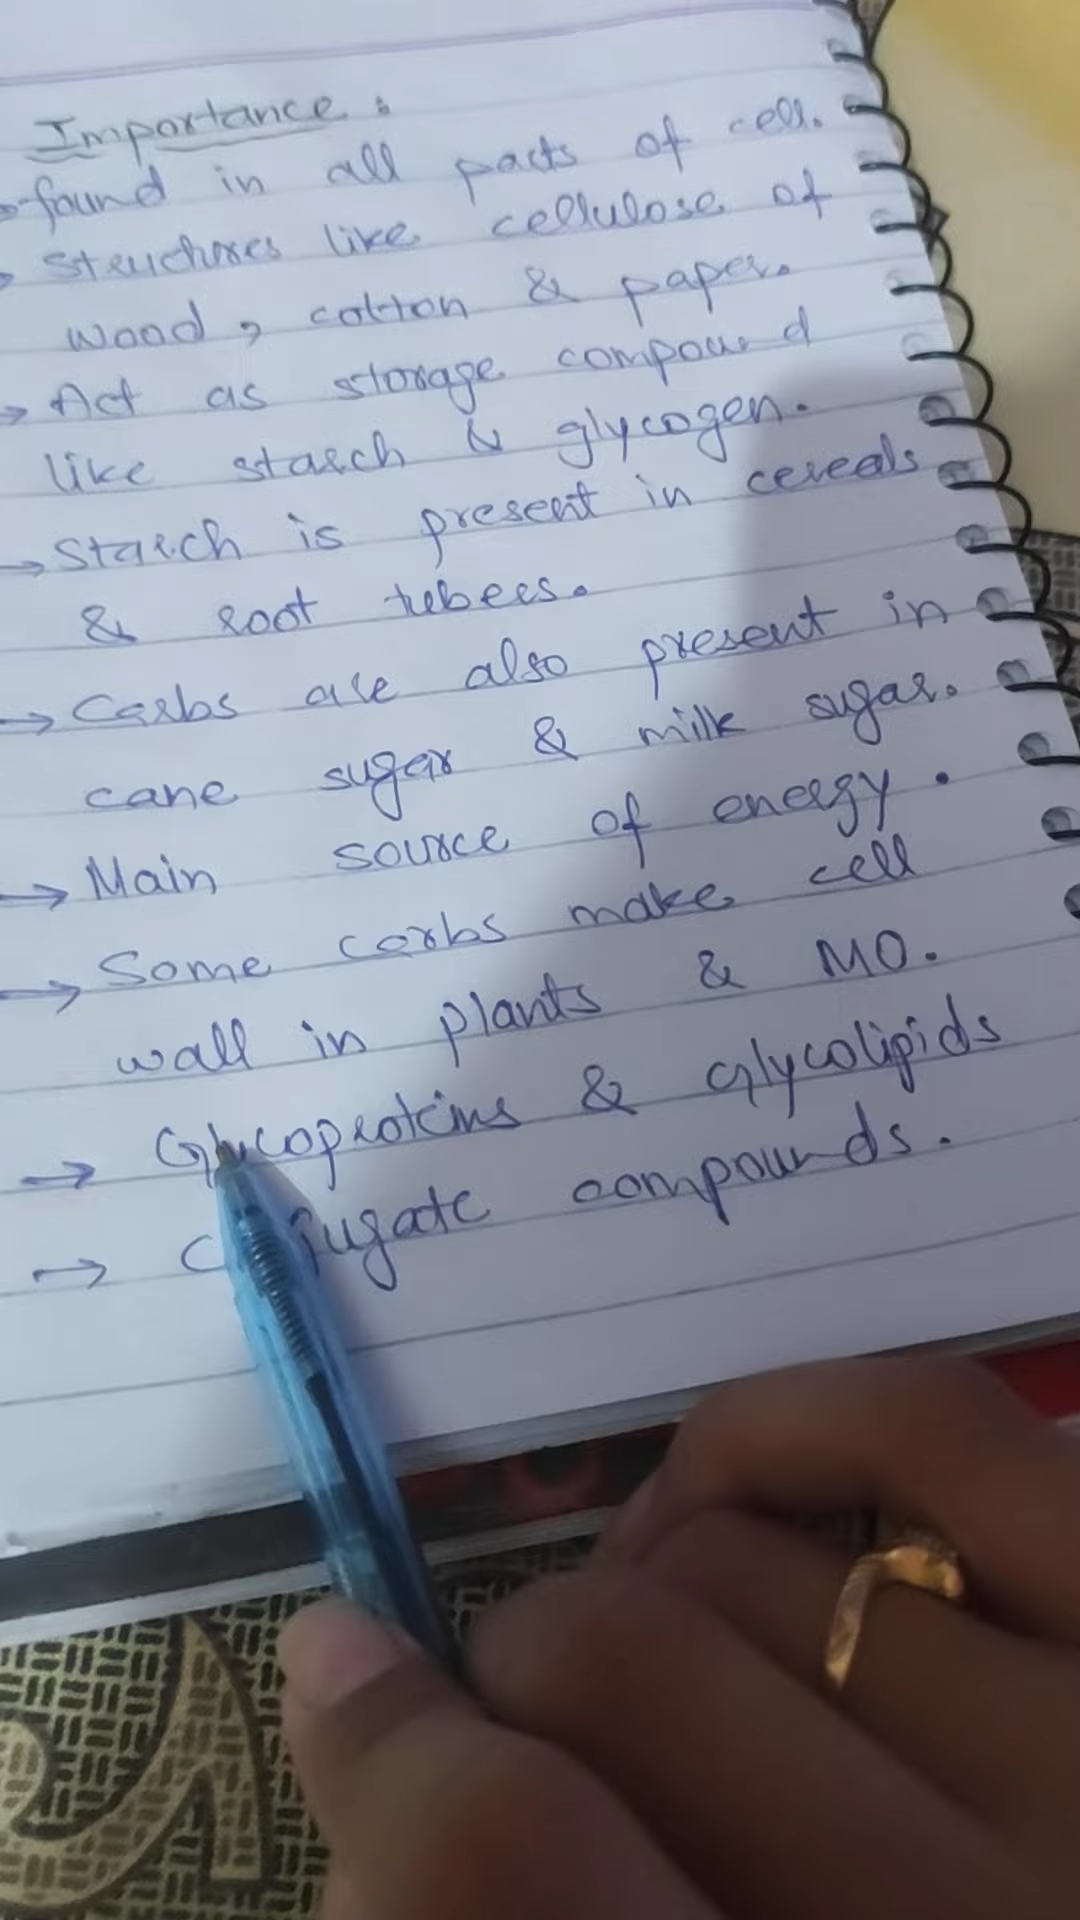 Importance :
→ found in all parts of cell.
→ structures like cellulose of
wood, cotton & paper.
→ Act as storage compound
like starch & glycogen.
→ Starch is present in cereals
& root tubers.
→ Carbs are also present in
cane sugar & milk sugar.
→ Main source of energy.
→ Some carbs make cell
wall in plants & MO.
→ Glycoproteins & Glycolipids
→ compounds.